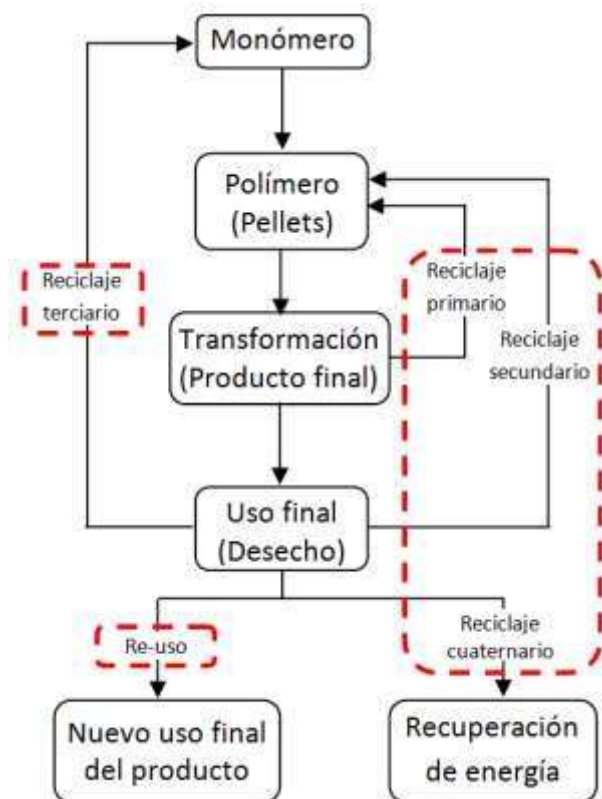 Monómero
Polímero
(Pellets)
Reciclaje
terciario
Reciclaje
primario
Reciclaje
secundario
Transformación
(Producto final)
Uso final
(Desecho)
Re-uso
Reciclaje
cuaternario
Nuevo uso final
del producto
Recuperación
de energía